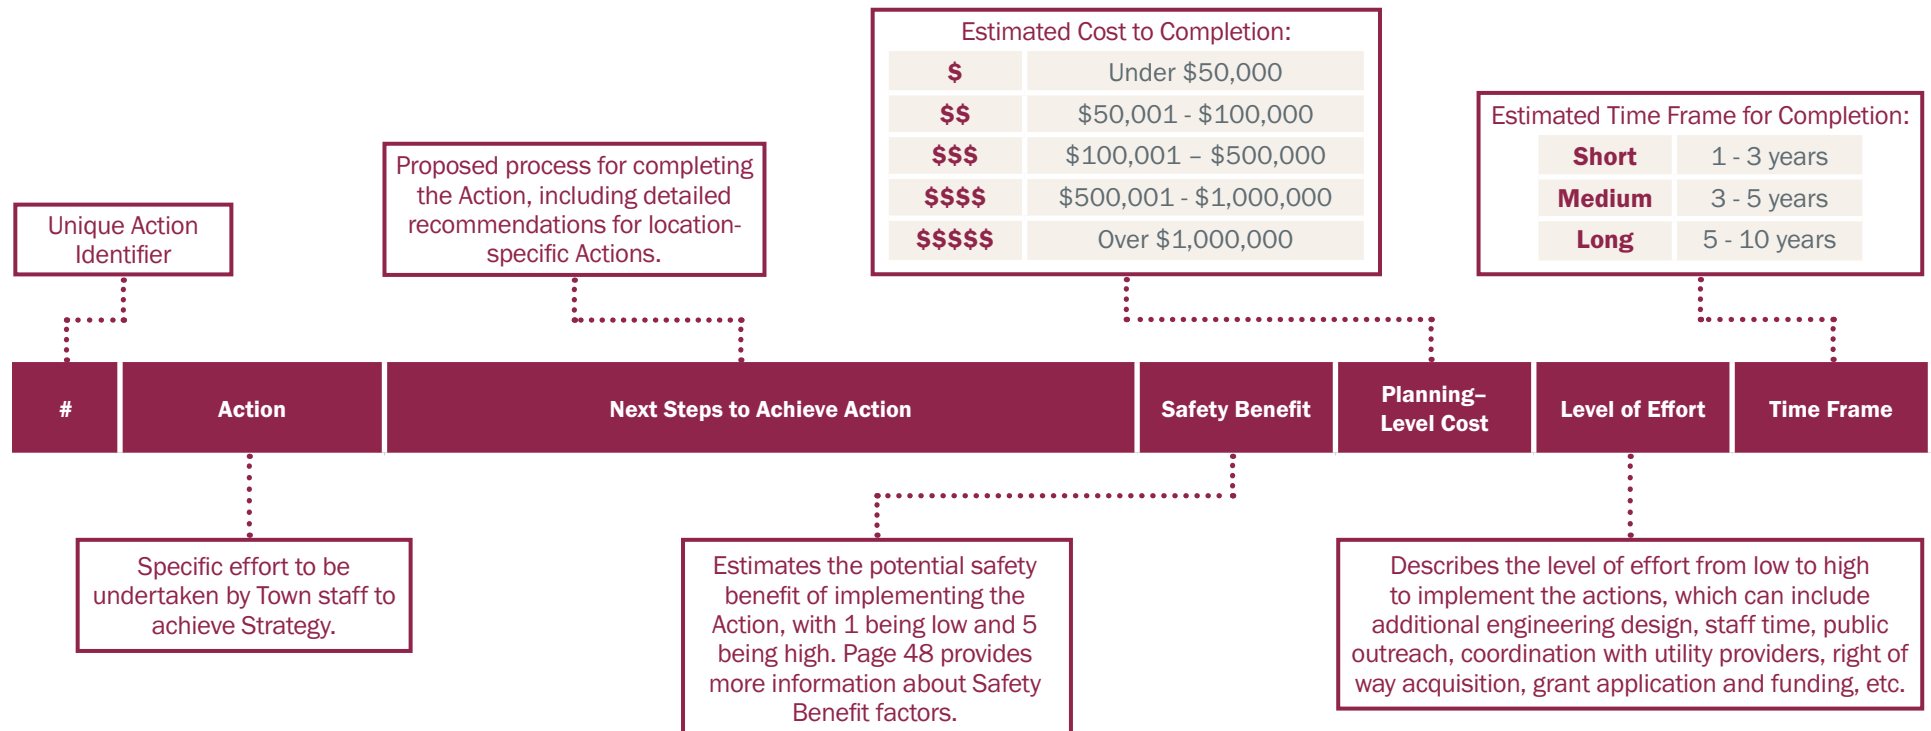 Estimated Cost to Completion:
$ Under $50,000
$$ $50,001 - $100,000
$$$ $100,001 – $500,000
$$$$ $500,001 - $1,000,000
$$$$$ Over $1,000,000
Estimated Time Frame for Completion:
Short 1 - 3 years
Medium 3 - 5 years
Long 5 - 10 years
Proposed process for completing
the Action, including detailed
recommendations for location-
specific Actions.
Unique Action
Identifier
# Action Next Steps to Achieve Action Safety Benefit Planning–
Level Cost Level of Effort Time Frame
Specific effort to be
undertaken by Town staff to
achieve Strategy.
Estimates the potential safety
benefit of implementing the
Action, with 1 being low and 5
being high. Page 48 provides
more information about Safety
Benefit factors.
Describes the level of effort from low to high
to implement the actions, which can include
additional engineering design, staff time, public
outreach, coordination with utility providers, right of
way acquisition, grant application and funding, etc.